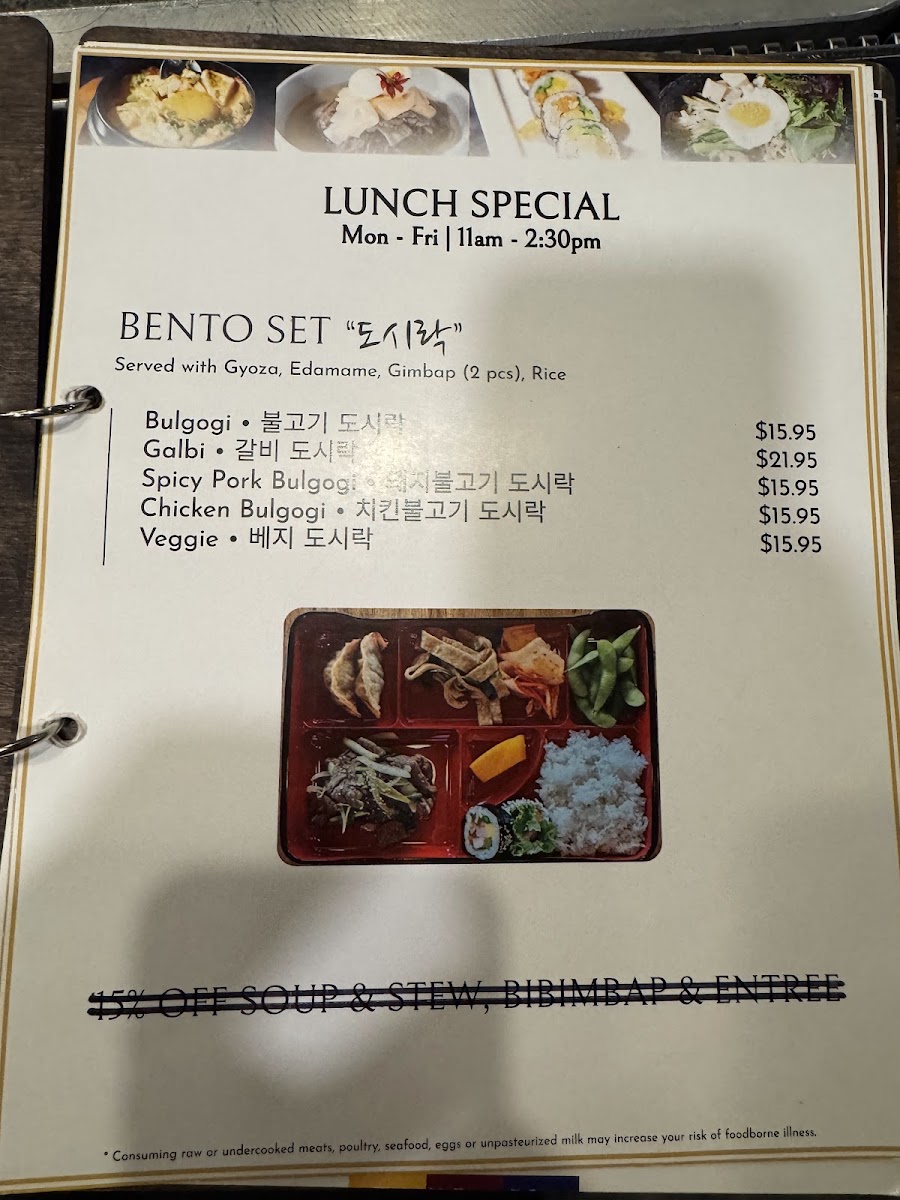 LUNCH SPECIAL
Mon - Fri | 11am - 2:30pm
BENTO SET "도시락"
Served with Gyoza, Edamame, Gimbap (2 pcs), Rice
Bulgogi • 불고기 도시락 $15.95
Galbi • 갈비 도시락 $21.95
Spicy Pork Bulgogi • 돼지불고기 도시락 $15.95
Chicken Bulgogi • 치킨불고기 도시락 $15.95
Veggie • 베지 도시락 $15.95
15% OFF SOUP & STEW, BIBIMBAP & ENTREE
* Consuming raw or undercooked meats, poultry, seafood, eggs or unpasteurized milk may increase your risk of foodborne illness.